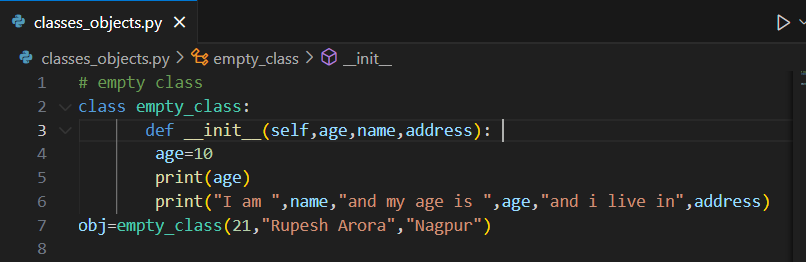 classes_objects.py
classes_objects.py > empty_class > __init__
1 # empty class
2 class empty_class:
3 def __init__(self,age,name,address):
4 age=10
5 print(age)
6 print("I am ",name,"and my age is ",age,"and i live in",address)
7 obj=empty_class(21,"Rupesh Arora","Nagpur")
8